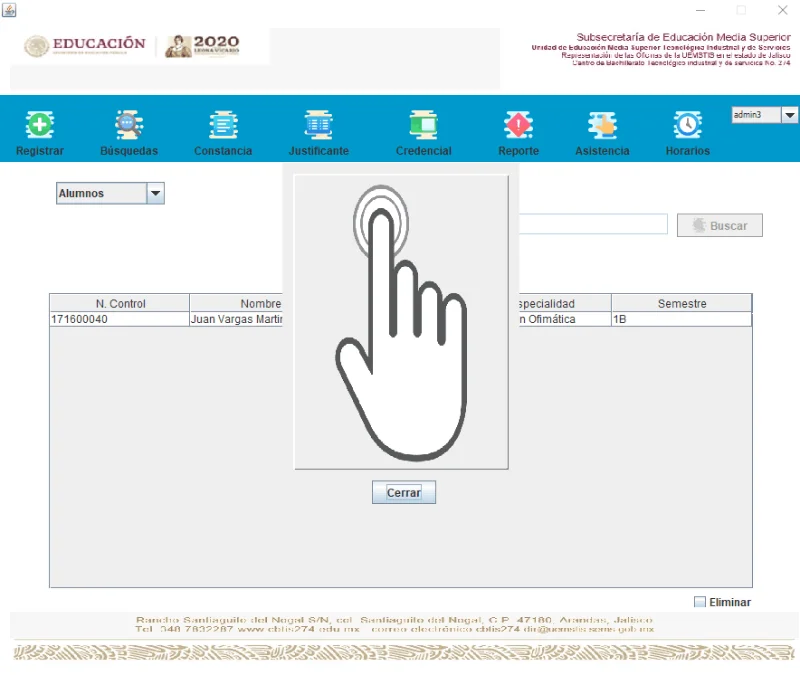 EDUCACIÓN
2020
LEONA VICARIO
Subsecretaría de Educación Media Superior
Unidad de Educación Media Superior Tecnológica Industrial y de Servicios
Representación de las Oficinas de la UEMSTIS en el estado de Jalisco
Centro de Bachillerato Tecnológico industrial y de servicios No. 274
Registrar
Búsquedas
Constancia
Justificante
Credencial
Reporte
Asistencia
Horarios
admin3
Alumnos
Buscar
N. Control Nombre specialidad Semestre
171600040 Juan Vargas Martin n Ofimática 1B
Cerrar
Eliminar
Rancho Santiaguito del Nogal S/N, col. Santiaguito del Nogal, C.P. 47180, Arandas, Jalisco
Tel. 348 7832287 www.cbtis274.edu.mx correo electrónico cbtis274.dir@uemstis.sems.gob.mx